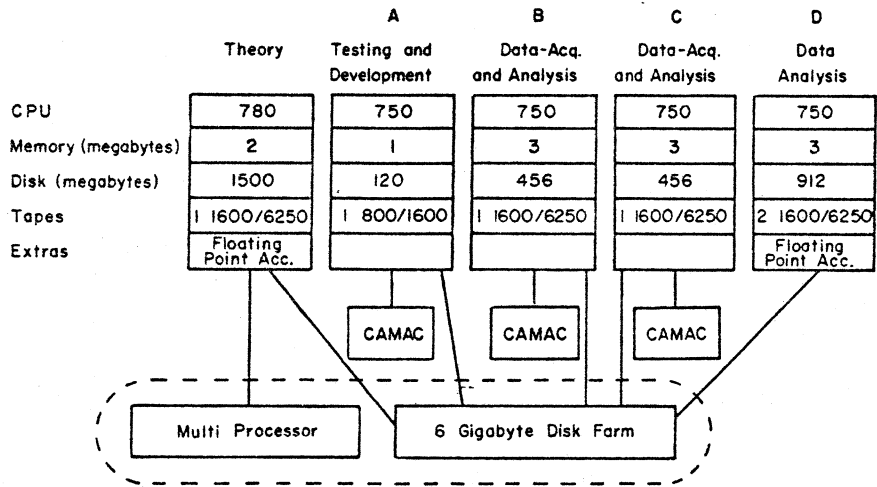 A B C D
Theory Testing and Data-Acq. Data-Acq. Data
Development and Analysis and Analysis Analysis
CPU 780 750 750 750 750
Memory (megabytes) 2 1 3 3 3
Disk (megabytes) 1500 120 456 456 912
Tapes 1 1600/6250 1 800/1600 1 1600/6250 1 1600/6250 2 1600/6250
Extras Floating Floating
Point Acc. Point Acc.
CAMAC CAMAC CAMAC
Multi Processor 6 Gigabyte Disk Farm